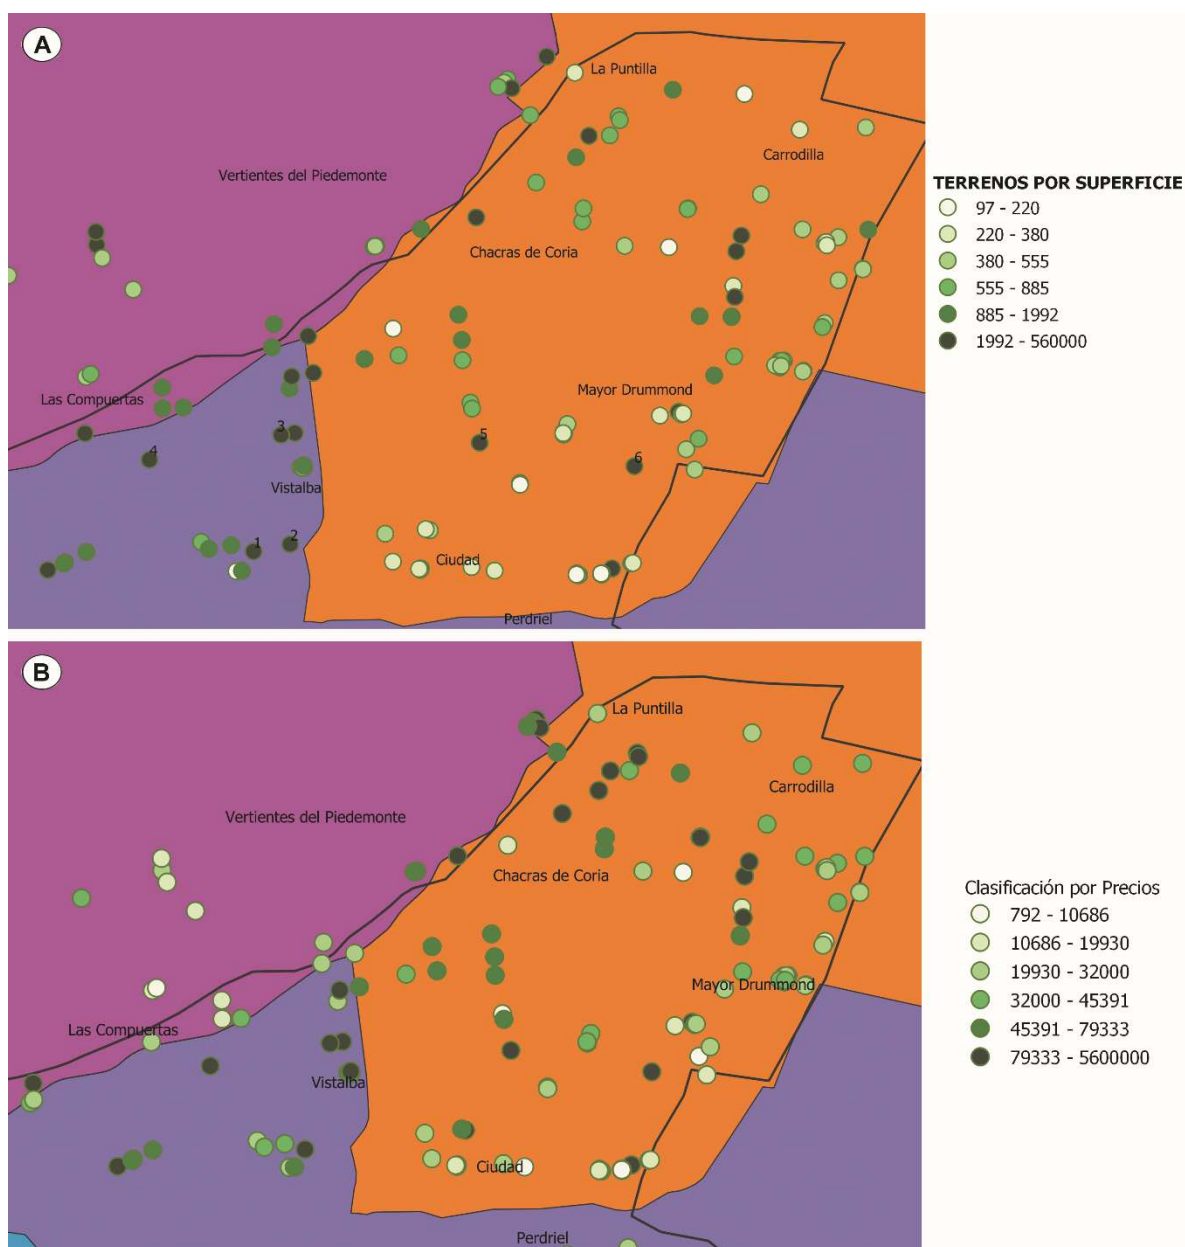 A
La Puntilla
Carrodilla
Vertientes del Piedemonte
Chacras de Coria
Mayor Drummond
Las Compuertas
3
5
4
6
Vistalba
1
2
Ciudad
Perdriel
TERRENOS POR SUPERFICIE
97 - 220
220 - 380
380 - 555
555 - 885
885 - 1992
1992 - 560000
B
La Puntilla
Carrodilla
Vertientes del Piedemonte
Chacras de Coria
Mayor Drummond
Las Compuertas
Vistalba
Ciudad
Perdriel
Clasificación por Precios
792 - 10686
10686 - 19930
19930 - 32000
32000 - 45391
45391 - 79333
79333 - 5600000